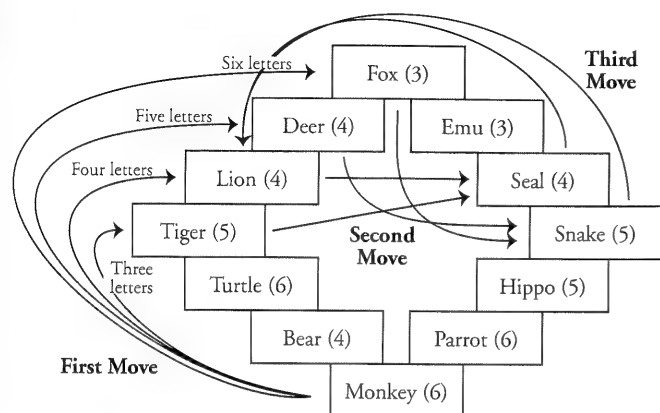 Six letters
Fox (3)
Third
Move
Five letters
Deer (4)
Emu (3)
Four letters
Lion (4)
Seal (4)
Tiger (5)
Second
Move
Snake (5)
Three
letters
Turtle (6)
Hippo (5)
Bear (4)
Parrot (6)
First Move
Monkey (6)